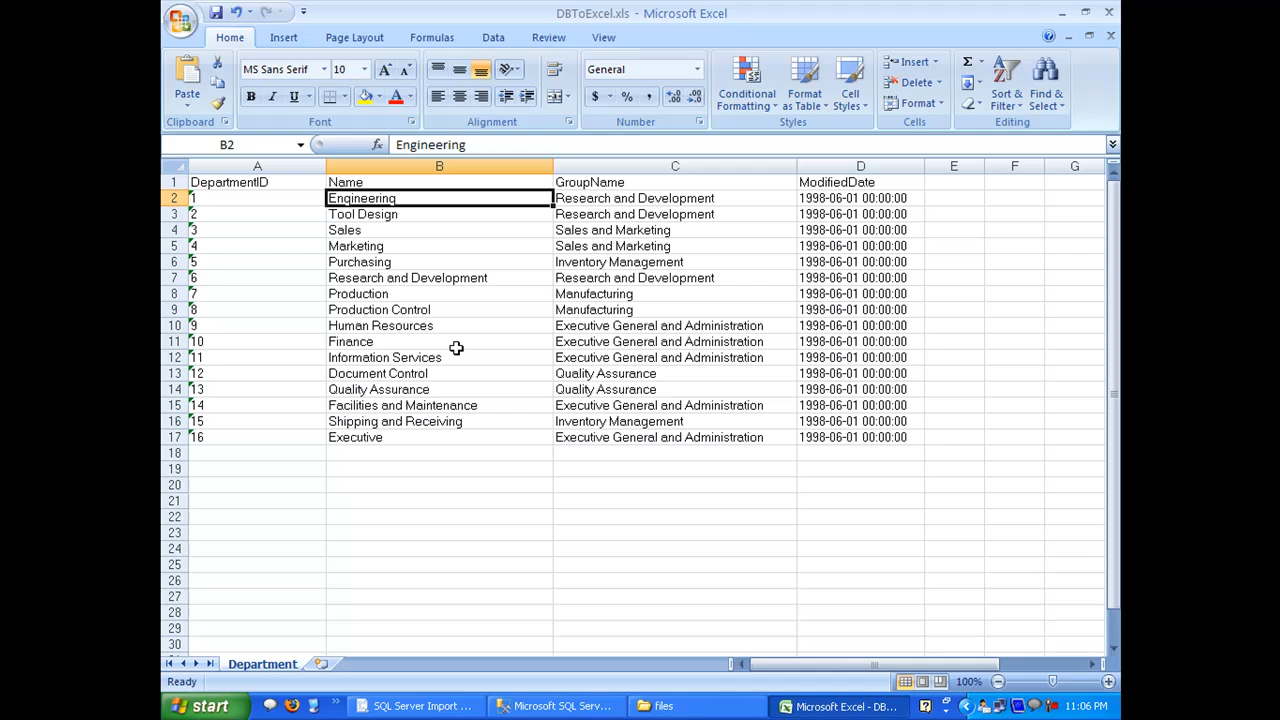 DBToExcel.xls - Microsoft Excel
Home Insert Page Layout Formulas Data Review View
Paste
MS Sans Serif 10
B I U
General
$ % ,
Conditional Formatting
Format as Table
Cell Styles
Insert
Delete
Format
Σ
Sort & Filter
Find & Select
Clipboard Font Alignment Number Styles Cells Editing
B2 fx Engineering
A B C D E F G
1 DepartmentID Name GroupName ModifiedDate
2 1 Engineering Research and Development 1998-06-01 00:00:00
3 2 Tool Design Research and Development 1998-06-01 00:00:00
4 3 Sales Sales and Marketing 1998-06-01 00:00:00
5 4 Marketing Sales and Marketing 1998-06-01 00:00:00
6 5 Purchasing Inventory Management 1998-06-01 00:00:00
7 6 Research and Development Research and Development 1998-06-01 00:00:00
8 7 Production Manufacturing 1998-06-01 00:00:00
9 8 Production Control Manufacturing 1998-06-01 00:00:00
10 9 Human Resources Executive General and Administration 1998-06-01 00:00:00
11 10 Finance Executive General and Administration 1998-06-01 00:00:00
12 11 Information Services Executive General and Administration 1998-06-01 00:00:00
13 12 Document Control Quality Assurance 1998-06-01 00:00:00
14 13 Quality Assurance Quality Assurance 1998-06-01 00:00:00
15 14 Facilities and Maintenance Executive General and Administration 1998-06-01 00:00:00
16 15 Shipping and Receiving Inventory Management 1998-06-01 00:00:00
17 16 Executive Executive General and Administration 1998-06-01 00:00:00
18
19
20
21
22
23
24
25
26
27
28
29
30
Department
Ready 100%
start SQL Server Import ... Microsoft SQL Serv... files Microsoft Excel - DB... 11:06 PM